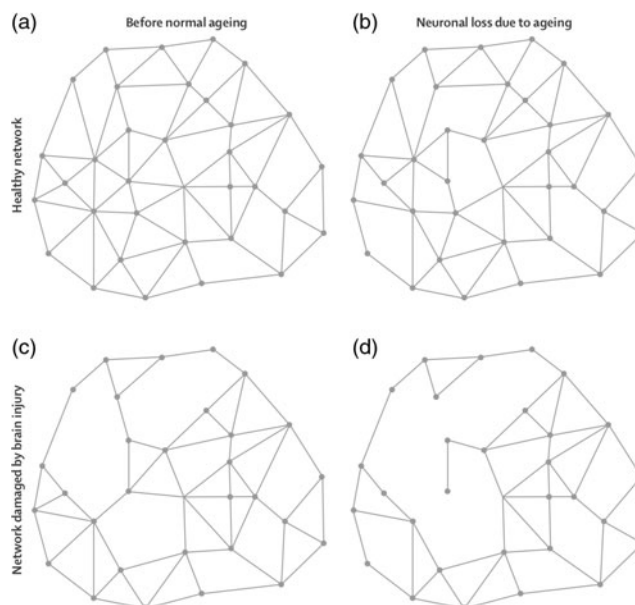 (a)
Before normal ageing
(b)
Neuronal loss due to ageing
Healthy network
(c)
(d)
Network damaged by brain injury